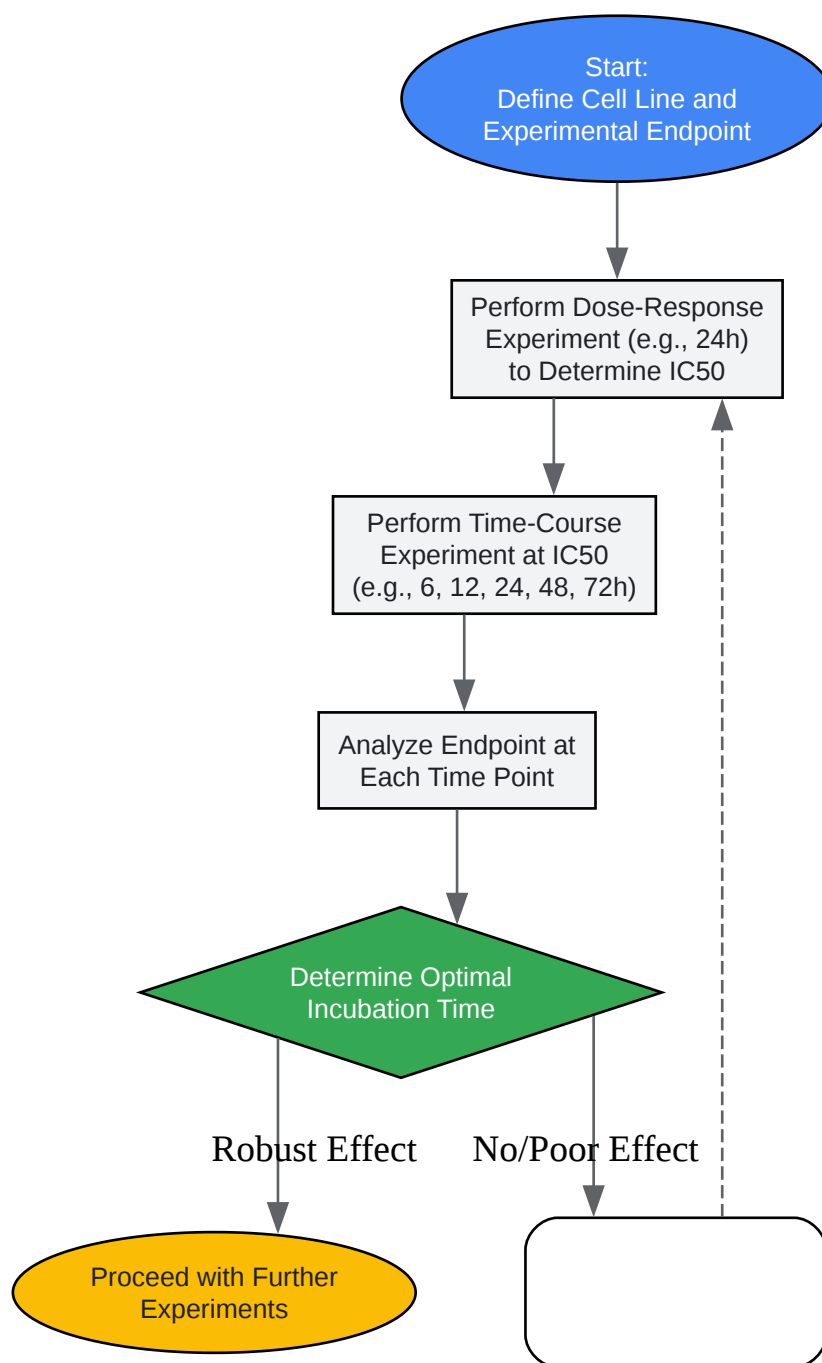 Start:
Define Cell Line and
Experimental Endpoint
Perform Dose-Response
Experiment (e.g., 24h)
to Determine IC50
Perform Time-Course
Experiment at IC50
(e.g., 6, 12, 24, 48, 72h)
Analyze Endpoint at
Each Time Point
Determine Optimal
Incubation Time
Robust Effect
No/Poor Effect
Proceed with Further
Experiments